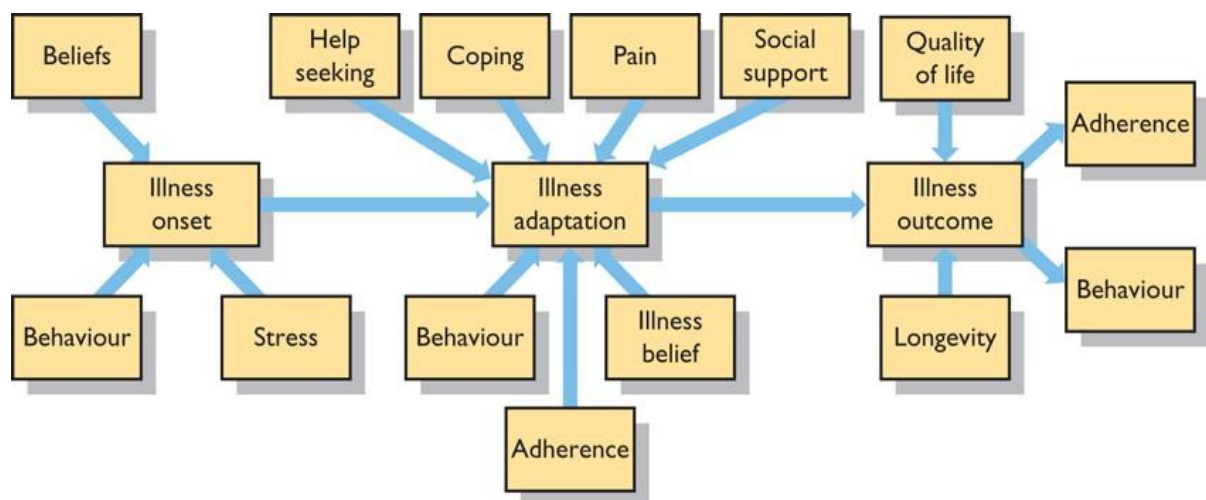 Beliefs
Help
seeking
Coping
Pain
Social
support
Quality
of life
Adherence
Illness
onset
Illness
adaptation
Illness
outcome
Behaviour
Stress
Behaviour
Illness
belief
Longevity
Behaviour
Adherence